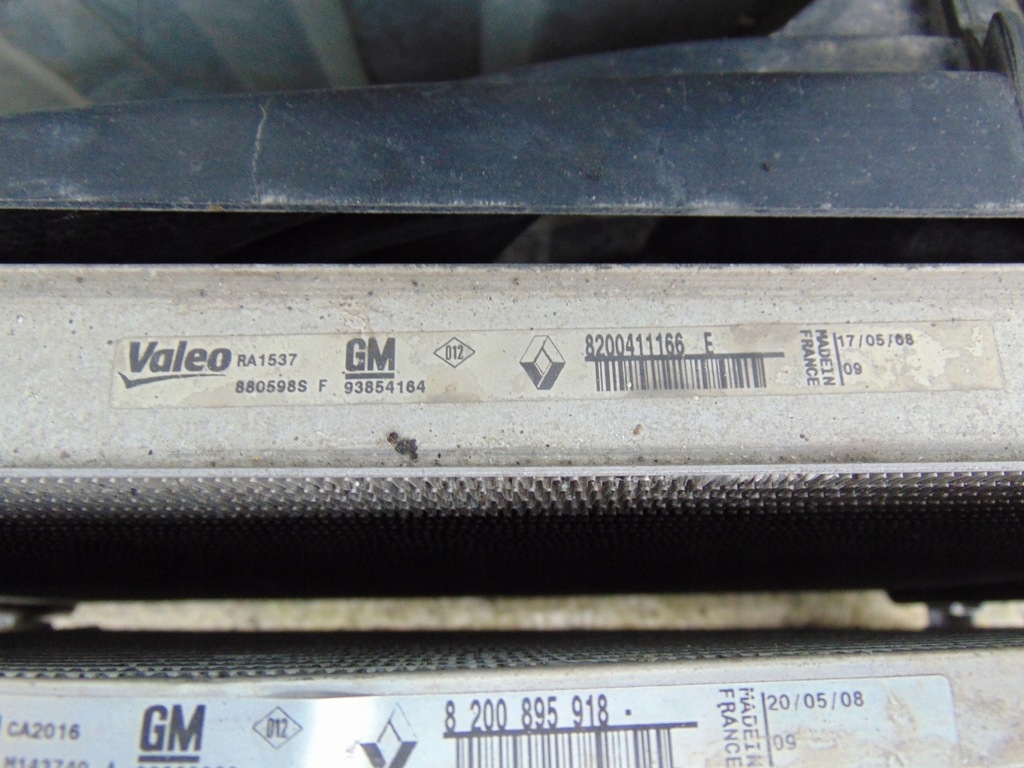 Valeo RA1537
880598S F
GM
93854164
D12
8200411166 E
MADE IN
FRANCE
17/05/08
09
CA2016
GM
D12
8 200 895 918 -
MADE IN
FRANCE
20/05/08
09